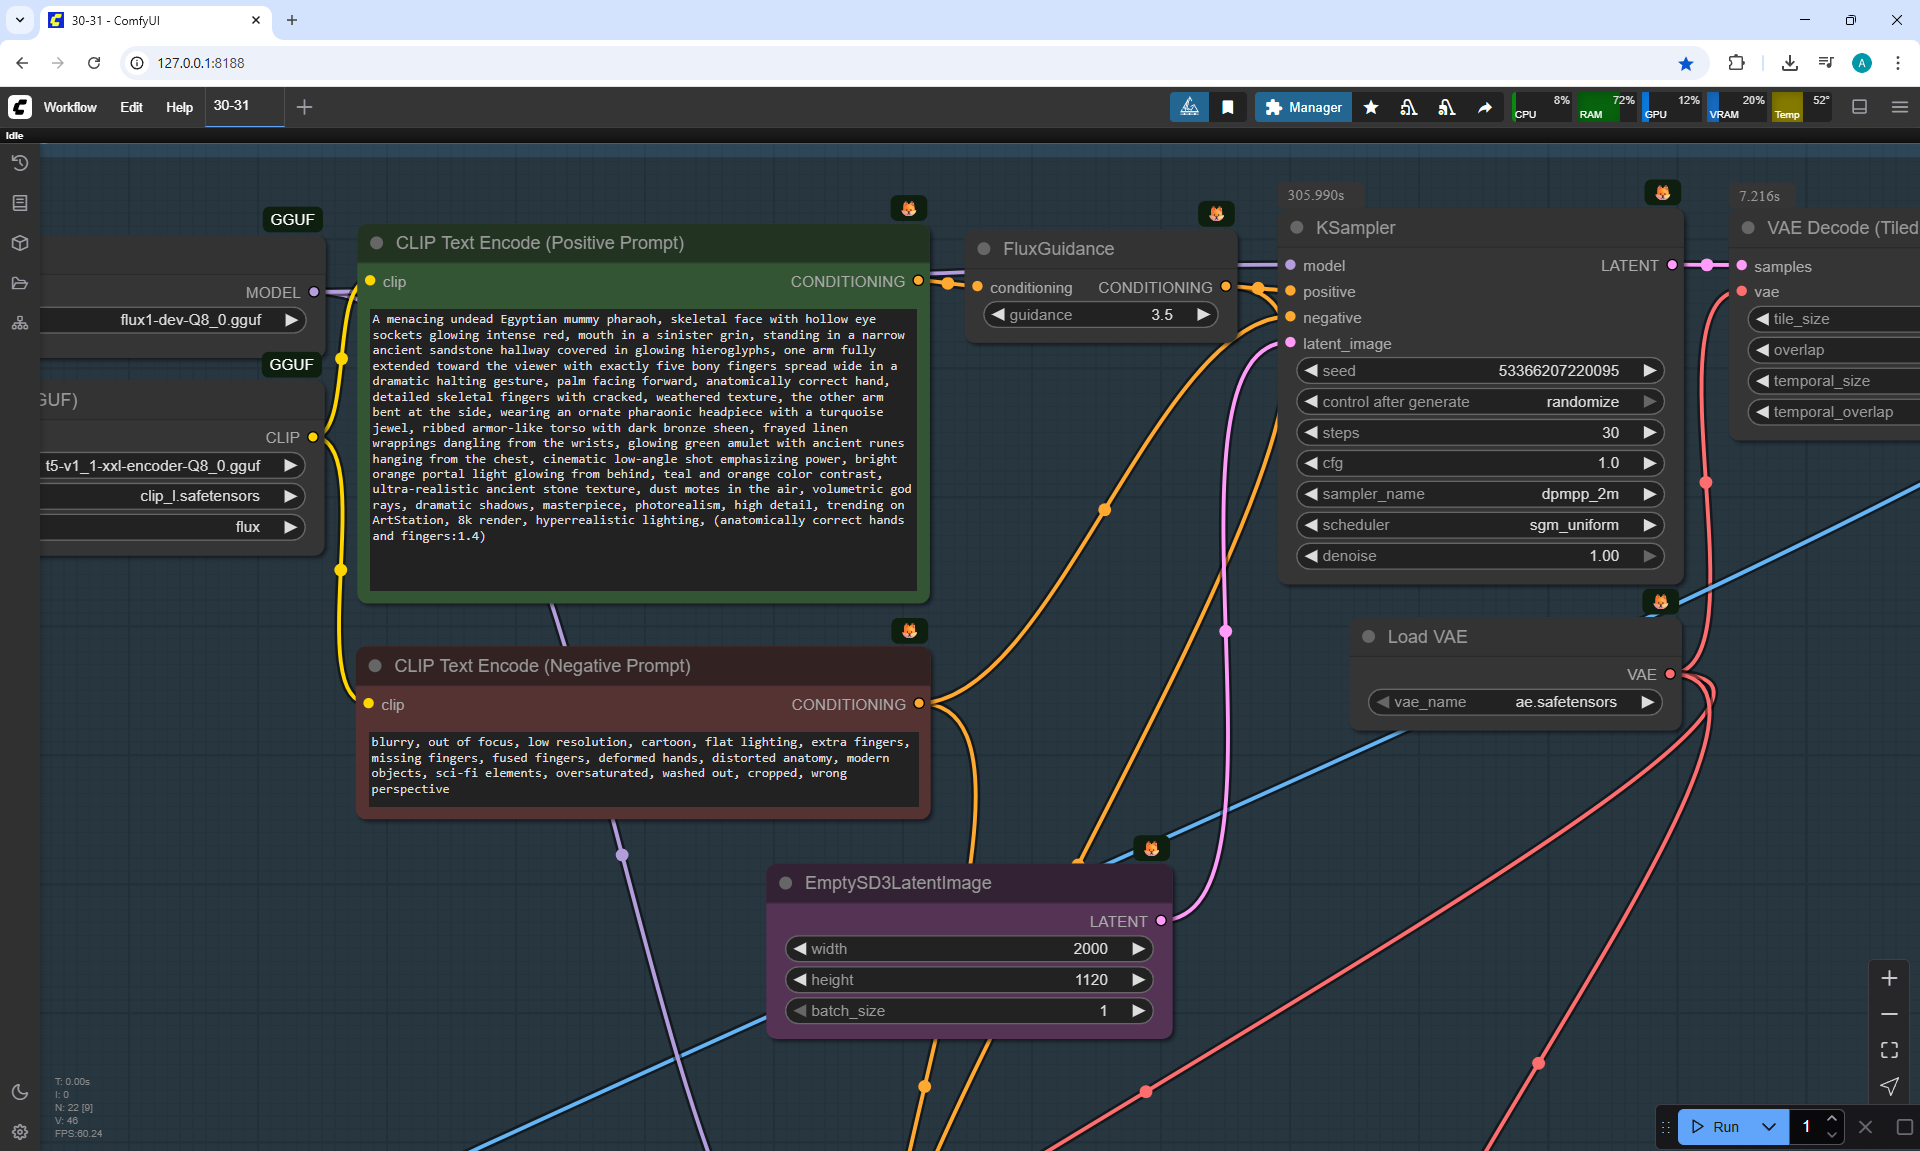 30-31 - ComfyUI
127.0.0.1:8188
A
Workflow Edit Help 30-31
Manager
CPU 8%
RAM 72%
GPU 12%
VRAM 20%
Temp 52°
Idle
GGUF
MODEL
flux1-dev-Q8_0.gguf
GGUF
GUF)
CLIP
t5-v1_1-xxl-encoder-Q8_0.gguf
clip_l.safetensors
flux
CLIP Text Encode (Positive Prompt)
clip CONDITIONING
A menacing undead Egyptian mummy pharaoh, skeletal face with hollow eye
sockets glowing intense red, mouth in a sinister grin, standing in a narrow
ancient sandstone hallway covered in glowing hieroglyphs, one arm fully
extended toward the viewer with exactly five bony fingers spread wide in a
dramatic halting gesture, palm facing forward, anatomically correct hand,
detailed skeletal fingers with cracked, weathered texture, the other arm
bent at the side, wearing an ornate pharaonic headpiece with a turquoise
jewel, ribbed armor-like torso with dark bronze sheen, frayed linen
wrappings dangling from the wrists, glowing green amulet with ancient runes
hanging from the chest, cinematic low-angle shot emphasizing power, bright
orange portal light glowing from behind, teal and orange color contrast,
ultra-realistic ancient stone texture, dust motes in the air, volumetric god
rays, dramatic shadows, masterpiece, photorealism, high detail, trending on
ArtStation, 8k render, hyperrealistic lighting, (anatomically correct hands
and fingers:1.4)
CLIP Text Encode (Negative Prompt)
clip CONDITIONING
blurry, out of focus, low resolution, cartoon, flat lighting, extra fingers,
missing fingers, fused fingers, deformed hands, distorted anatomy, modern
objects, sci-fi elements, oversaturated, washed out, cropped, wrong
perspective
FluxGuidance
conditioning CONDITIONING
guidance 3.5
305.990s
KSampler
model LATENT
positive
negative
latent_image
seed 53366207220095
control after generate randomize
steps 30
cfg 1.0
sampler_name dpmpp_2m
scheduler sgm_uniform
denoise 1.00
7.216s
VAE Decode (Tiled
samples
vae
tile_size
overlap
temporal_size
temporal_overlap
Load VAE
VAE
vae_name ae.safetensors
EmptySD3LatentImage
LATENT
width 2000
height 1120
batch_size 1
T: 0.00s
I: 0
N: 22 [9]
V: 46
FPS:60.24
Run 1